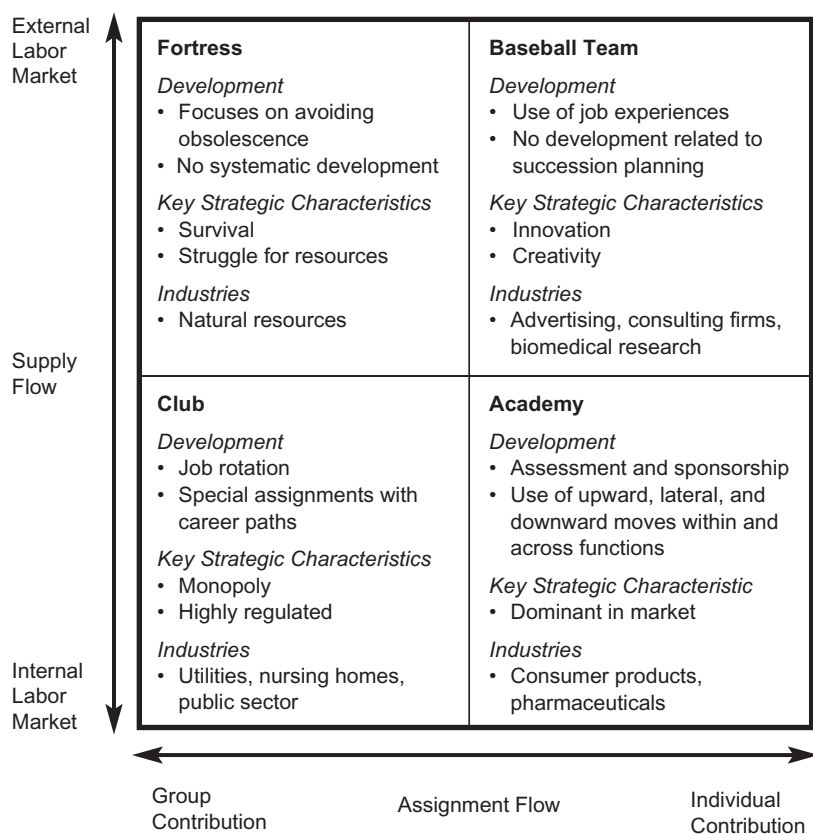 External
Labor
Market
Supply
Flow
Internal
Labor
Market
Fortress
Development
• Focuses on avoiding
obsolescence
• No systematic development
Key Strategic Characteristics
• Survival
• Struggle for resources
Industries
• Natural resources
Baseball Team
Development
• Use of job experiences
• No development related to
succession planning
Key Strategic Characteristics
• Innovation
• Creativity
Industries
• Advertising, consulting firms,
biomedical research
Club
Development
• Job rotation
• Special assignments with
career paths
Key Strategic Characteristics
• Monopoly
• Highly regulated
Industries
• Utilities, nursing homes,
public sector
Academy
Development
• Assessment and sponsorship
• Use of upward, lateral, and
downward moves within and
across functions
Key Strategic Characteristic
• Dominant in market
Industries
• Consumer products,
pharmaceuticals
Group
Contribution
Assignment Flow
Individual
Contribution